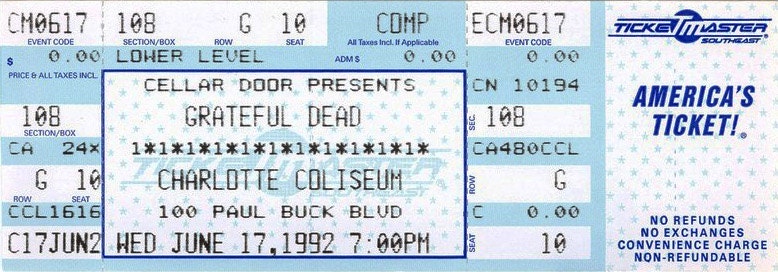 CM0617 108 G 10 COMP ECM0617
EVENT CODE SECTION/BOX ROW SEAT All Taxes Incl. If Applicable EVENT CODE
$ 0.00 LOWER LEVEL ADM $ 0.00 $ 0.00
PRICE & ALL TAXES INCL.
CELLAR DOOR PRESENTS
CN 10194
108 GRATEFUL DEAD SEC. 108
SECTION/BOX
CA 24× 1*1*1*1*1*1*1*1*1*1*1* CA480CCL
G 10 CHARLOTTE COLISEUM ROW G
CCL1616 100 PAUL BUCK BLVD C 0.00
C17JUN2 WED JUNE 17,1992 7:00PM SEAT 10
TICKETMASTER
SOUTHEAST
AMERICA'S
TICKET!®
NO REFUNDS
NO EXCHANGES
CONVENIENCE CHARGE
NON-REFUNDABLE